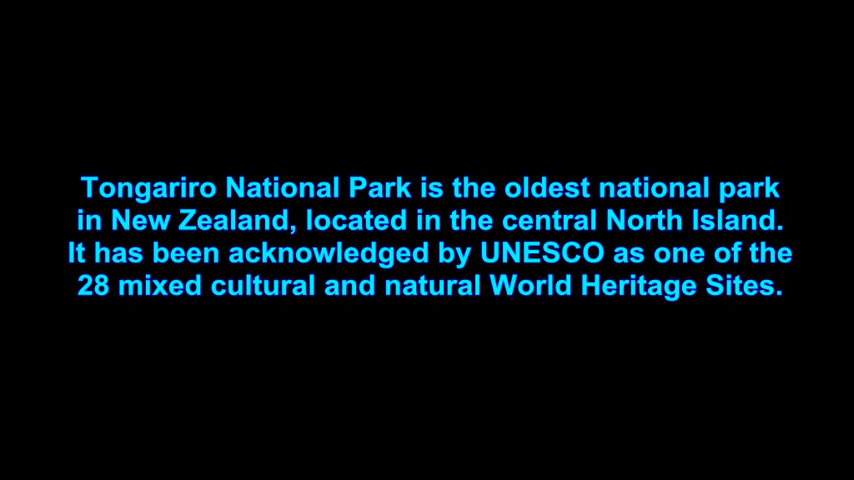 Tongariro National Park is the oldest national park
in New Zealand, located in the central North Island.
It has been acknowledged by UNESCO as one of the
28 mixed cultural and natural World Heritage Sites.